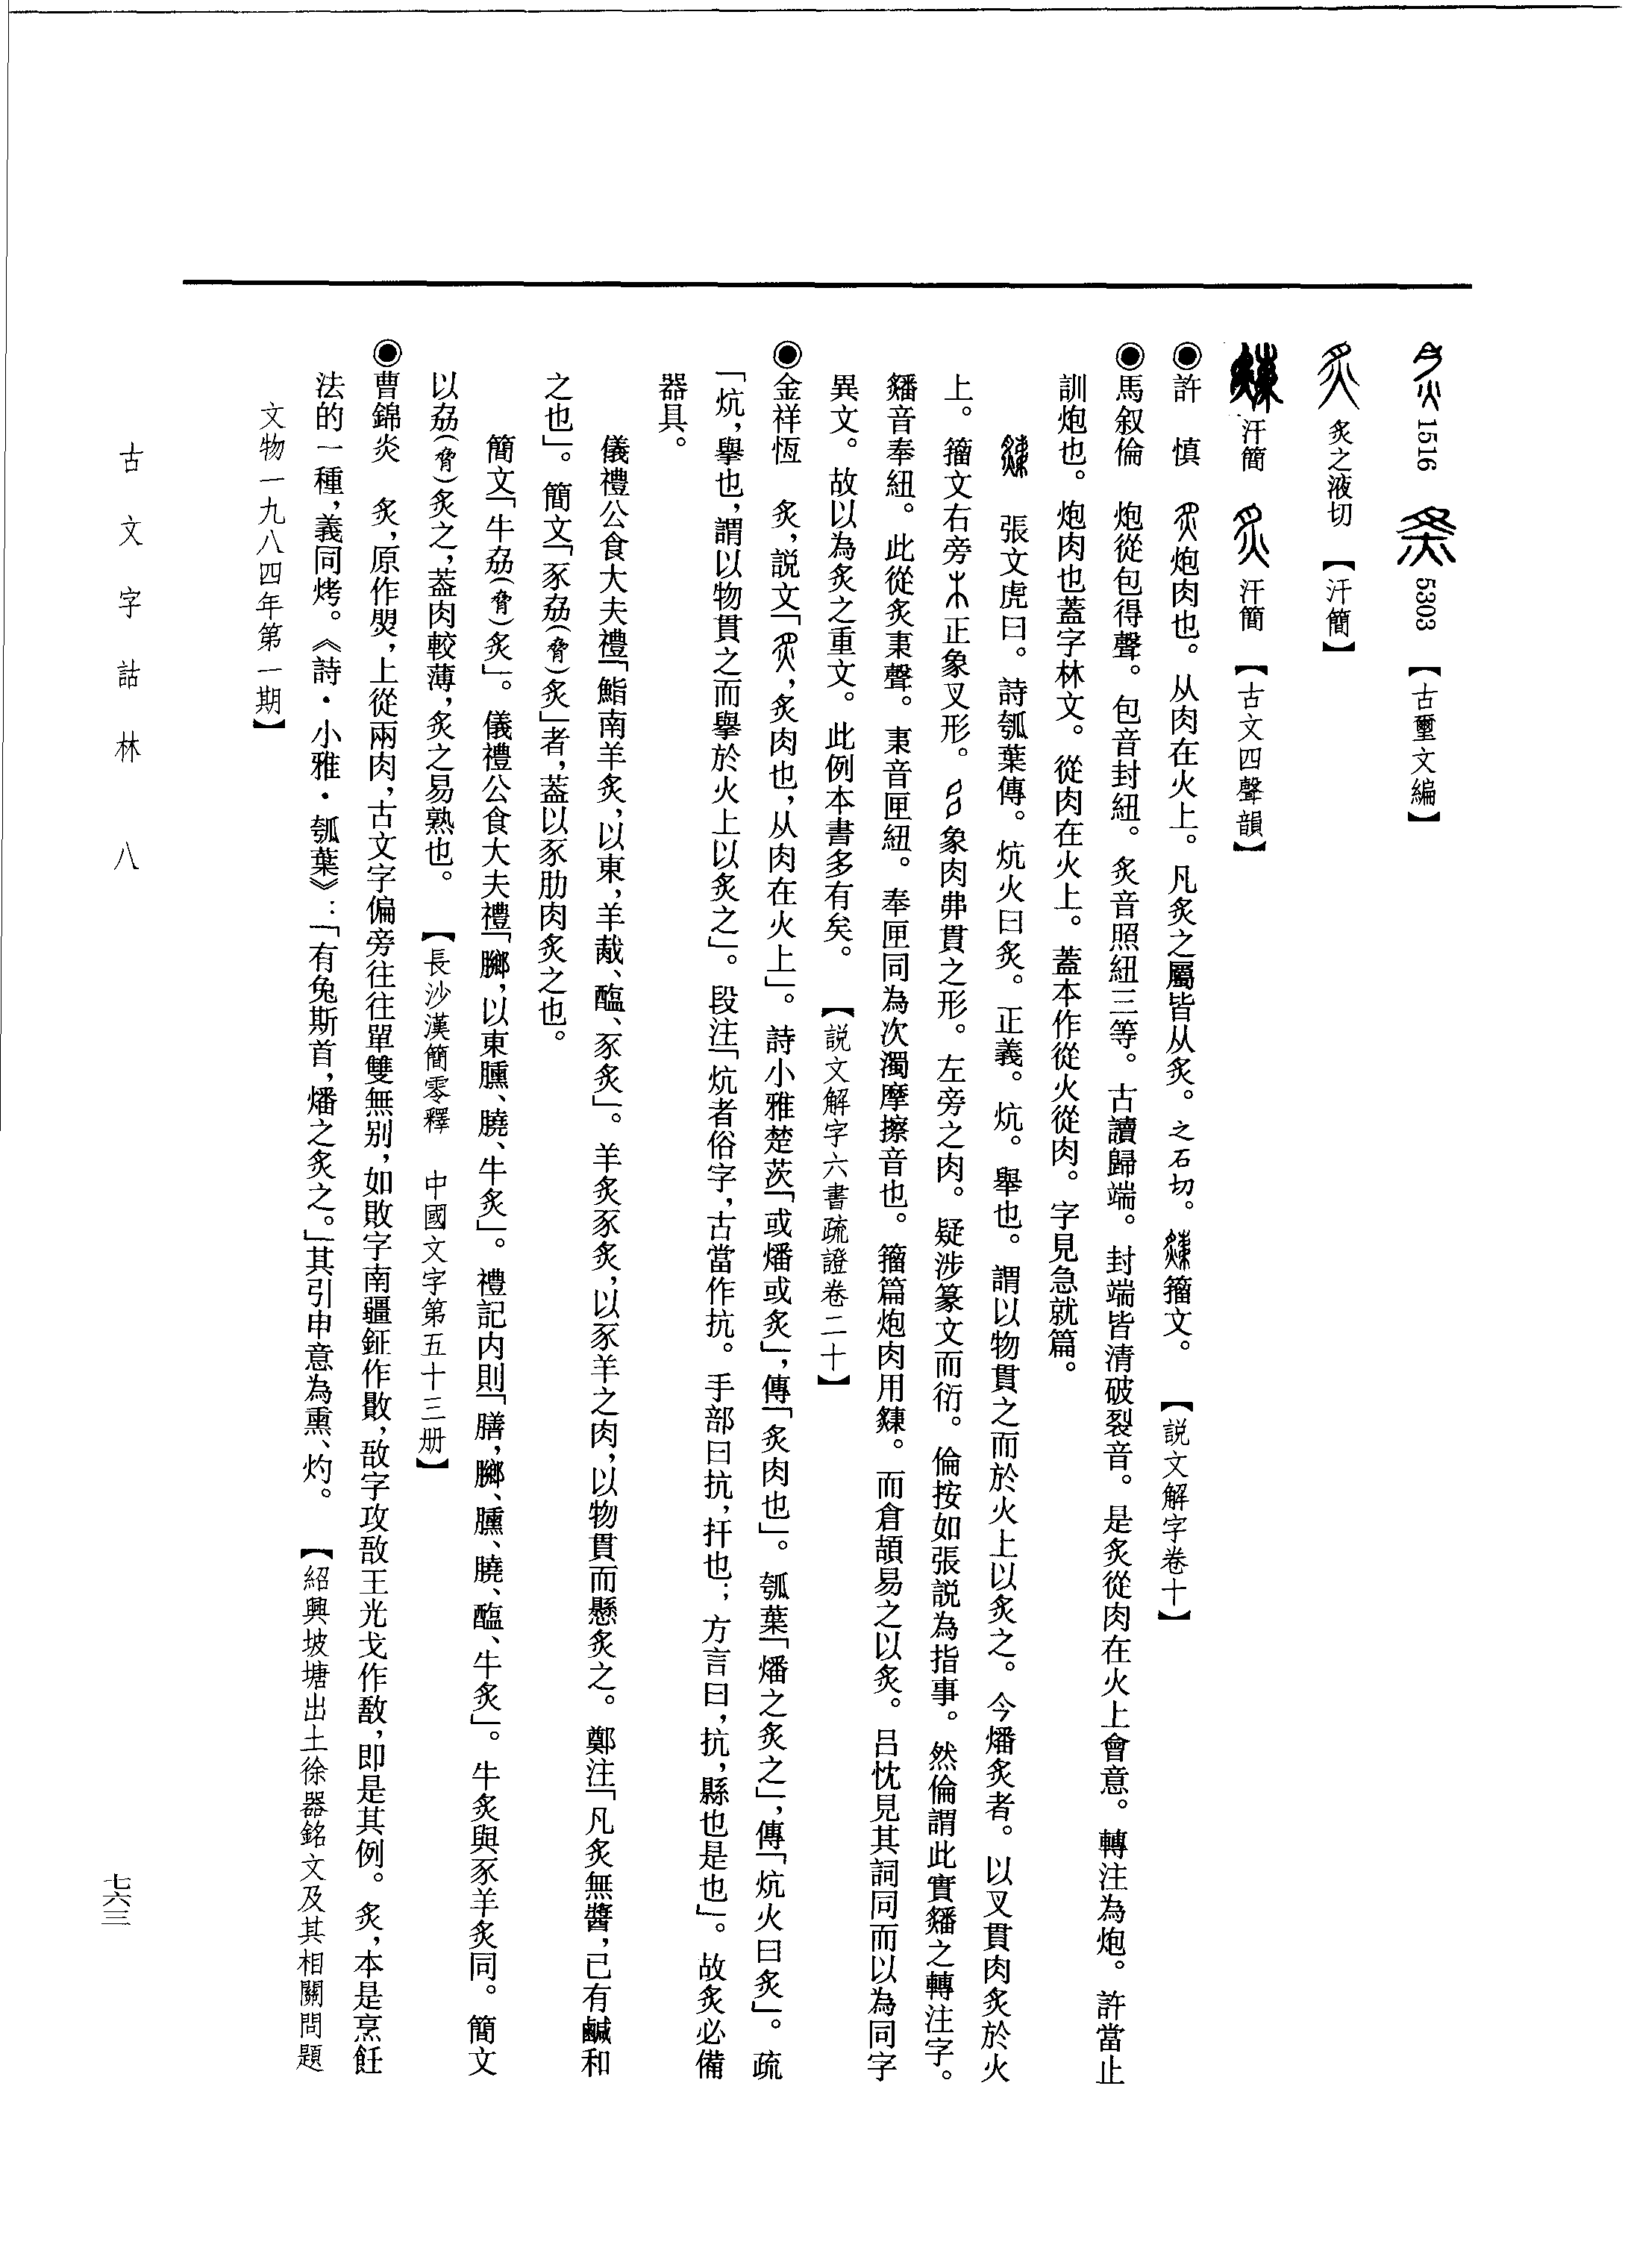 1516 5303 【古璽文編】
炙之液切 【汗簡】
汗簡 汗簡 【古文四聲韻】
◉許 慎 炮肉也。从肉在火上。凡炙之屬皆从炙。之石切。籀文。 【説文解字卷十】
◉馬叙倫 炮從包得聲。包音封紐。炙音照紐三等。古讀歸端。封端皆清破裂音。是炙從肉在火上會意。轉注為炮。許當止
訓炮也。炮肉也蓋字林文。從肉在火上。蓋本作從火從肉。字見急就篇。
張文虎曰。詩瓠葉傳。炕火曰炙。正義。炕。舉也。謂以物貫之而於火上以炙之。今燔炙者。以叉貫肉炙於火
上。籀文右旁正象叉形。象肉弗貫之形。左旁之肉。疑涉篆文而衍。倫按如張説為指事。然倫謂此實䊩之轉注字。
音奉紐。此從炙柬聲。柬音匣紐。奉匣同為次濁摩擦音也。籀篇炮肉用。而倉頡易之以炙。吕忱見其詞同而以為同字
異文。故以為炙之重文。此例本書多有矣。 【説文解字六書疏證卷二十】
◉金祥恆 炙，説文「，炙肉也，从肉在火上」。詩小雅楚茨「或燔或炙」，傳「炙肉也」。瓠葉「燔之炙之」，傳「炕火曰炙」。疏
「炕，舉也，謂以物貫之而舉於火上以炙之」。段注「炕者俗字，古當作抗。手部曰抗，扞也；方言曰，抗，縣也是也」。故炙必備
器具。
儀禮公食大夫禮「鮨南羊炙，以東，羊胾、醢、豕炙」。羊炙豕炙，以豕羊之肉，以物貫而懸炙之。鄭注「凡炙無醬，已有鹹和
之也」。簡文「豕劦（脅）炙」者，蓋以豕肋肉炙之也。
簡文「牛劦（脅）炙」。儀禮公食大夫禮「膷，以東臐、膮、牛炙」。禮記内則「膳，膷、臐、膮、醢、牛炙」。牛炙與豕羊炙同。簡文
以劦（脅）炙之，蓋肉較薄，炙之易熟也。 【長沙漢簡零釋 中國文字第五十三册】
◉曹錦炎 炙，原作，上從兩肉，古文字偏旁往往單雙無别，如敗字南疆鉦作，敔字攻敔王光戈作，即是其例。炙，本是烹飪
法的一種，義同烤。《詩・小雅・瓠葉》：「有兔斯首，燔之炙之。」其引申意為熏、灼。 【紹興坡塘出土徐器銘文及其相關問題
文物一九八四年第一期】
古文字詁林 八
七六三